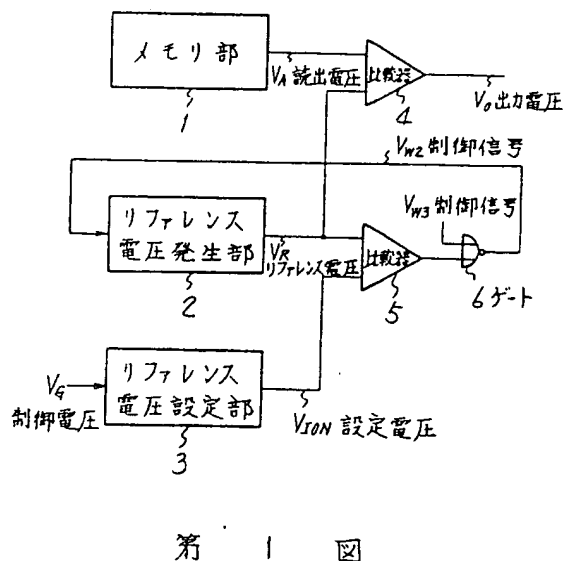 メモリ部
1
V_A 読出電圧
比較器
4
V_O 出力電圧
V_W2 制御信号
V_W3 制御信号
リファレンス
電圧発生部
2
V_R
リファレンス電圧
比較器
5
6 ゲート
V_G
制御電圧
リファレンス
電圧設定部
3
V_ION 設定電圧
第 1 図